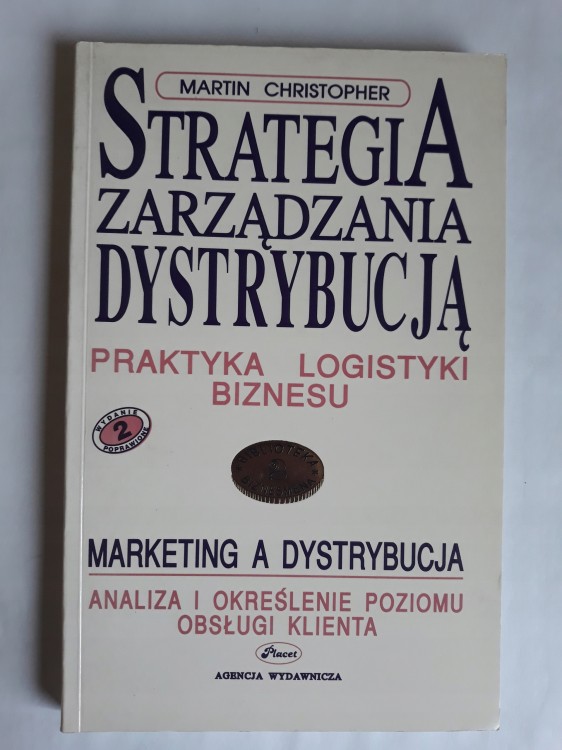 MARTIN CHRISTOPHER
STRATEGIA
ZARZĄDZANIA
DYSTRYBUCJĄ
PRAKTYKA LOGISTYKI
BIZNESU
WYDANIE
2
POPRAWIONE
BIBLIOTEKA
MARKETING A DYSTRYBUCJA
ANALIZA I OKREŚLENIE POZIOMU
OBSŁUGI KLIENTA
Placet
AGENCJA WYDAWNICZA